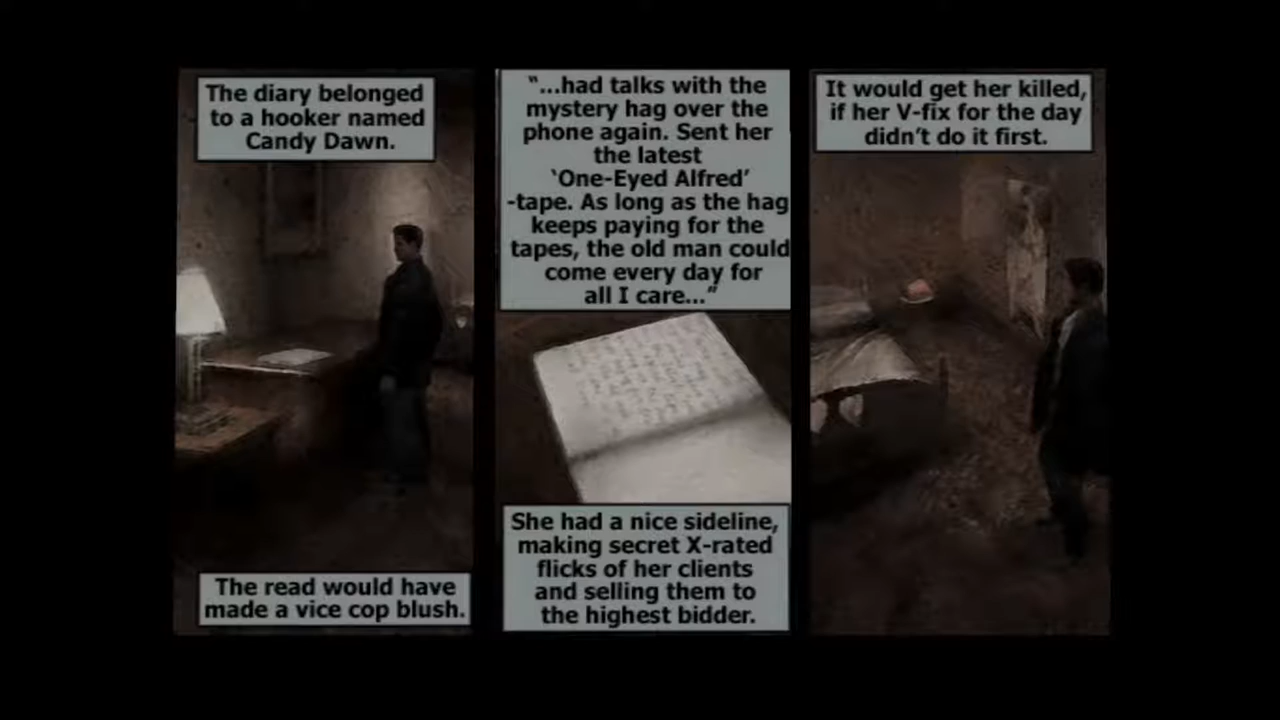 The diary belonged
to a hooker named
Candy Dawn.
The read would have
made a vice cop blush.
“...had talks with the
mystery hag over the
phone again. Sent her
the latest
‘One-Eyed Alfred’
-tape. As long as the hag
keeps paying for the
tapes, the old man could
come every day for
all I care...”
She had a nice sideline,
making secret X-rated
flicks of her clients
and selling them to
the highest bidder.
It would get her killed,
if her V-fix for the day
didn’t do it first.